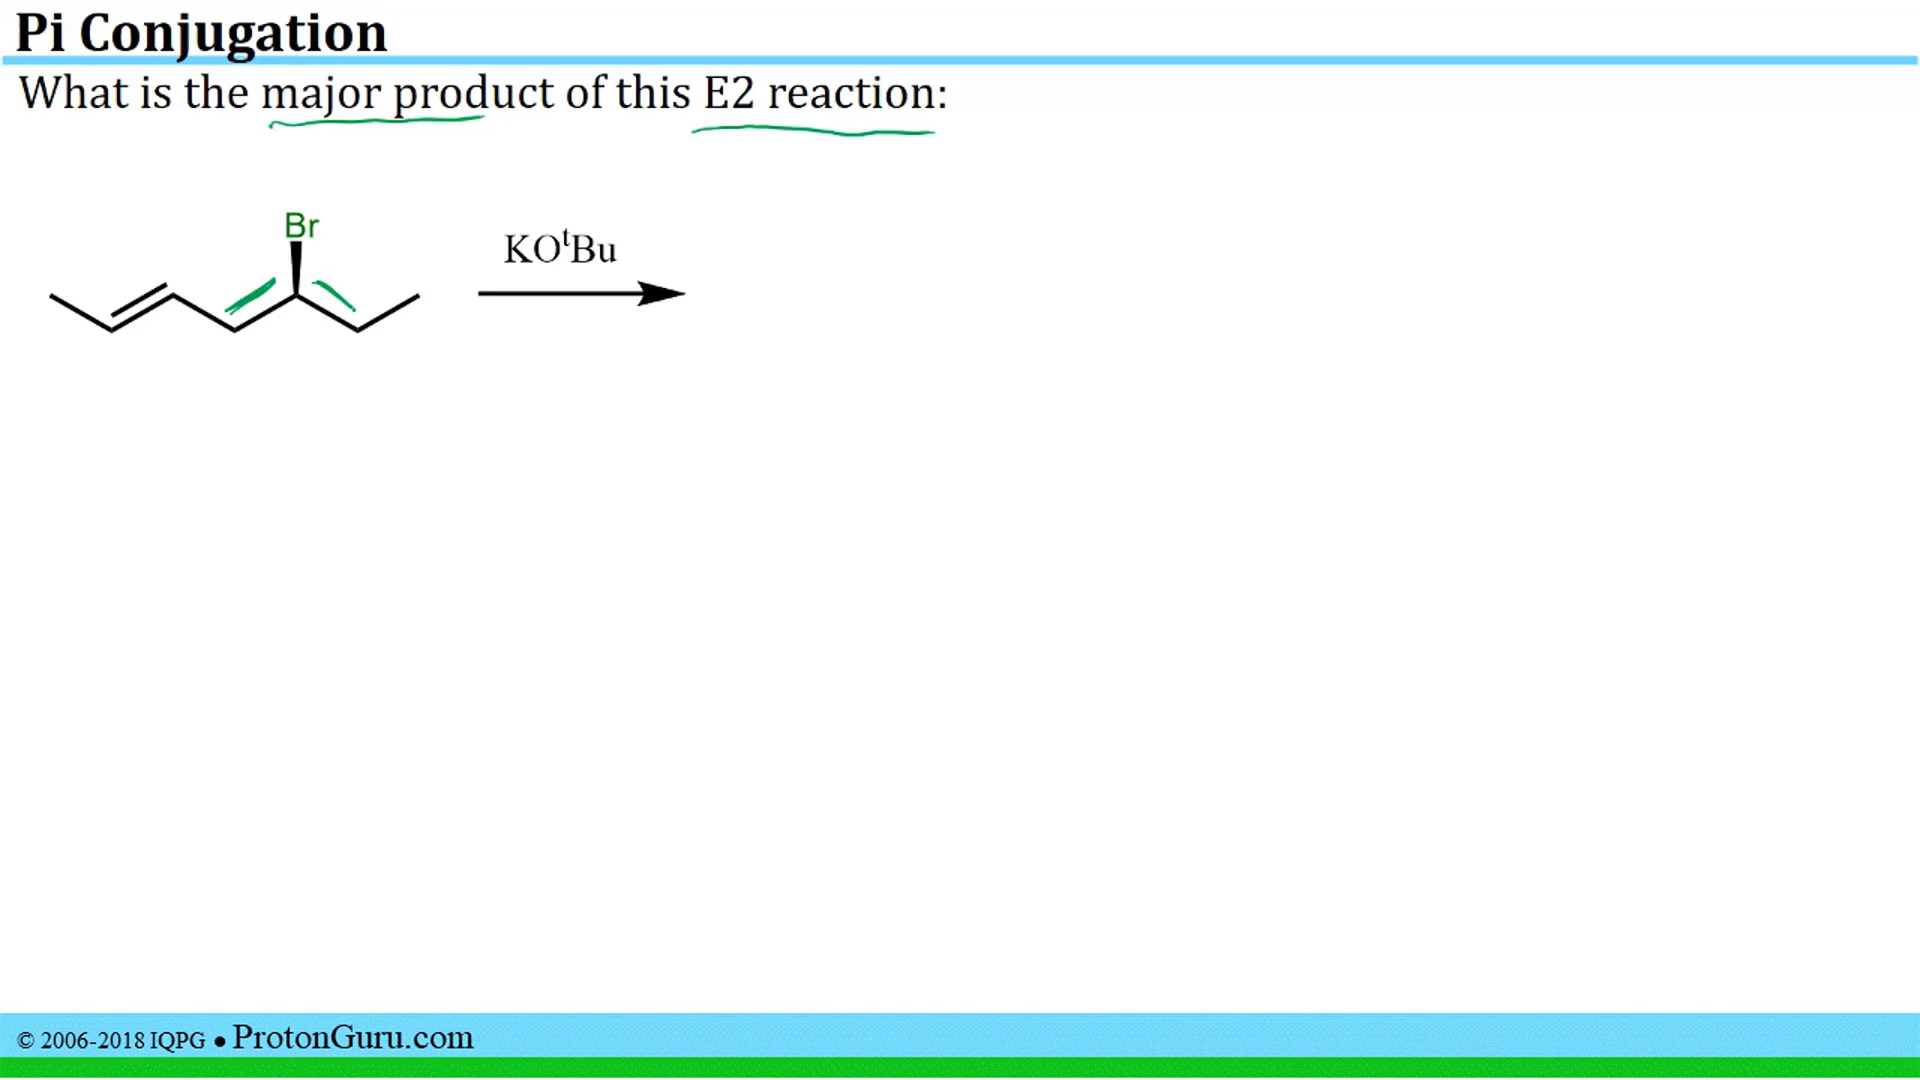 Pi Conjugation
What is the major product of this E2 reaction:
Br
KOᵗBu
© 2006-2018 IQPG ● ProtonGuru.com